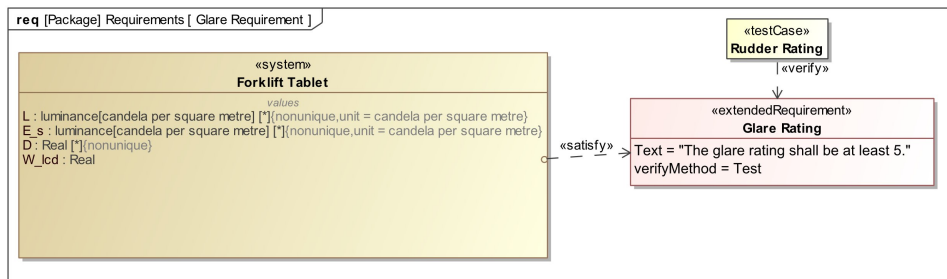 req [Package] Requirements [ Glare Requirement ]
«testCase»
Rudder Rating
«verify»
«system»
Forklift Tablet
values
L : luminance[candela per square metre] [*]{nonunique,unit = candela per square metre}
E_s : luminance[candela per square metre] [*]{nonunique,unit = candela per square metre}
D : Real [*]{nonunique}
W_lcd : Real
«satisfy»
«extendedRequirement»
Glare Rating
Text = "The glare rating shall be at least 5."
verifyMethod = Test